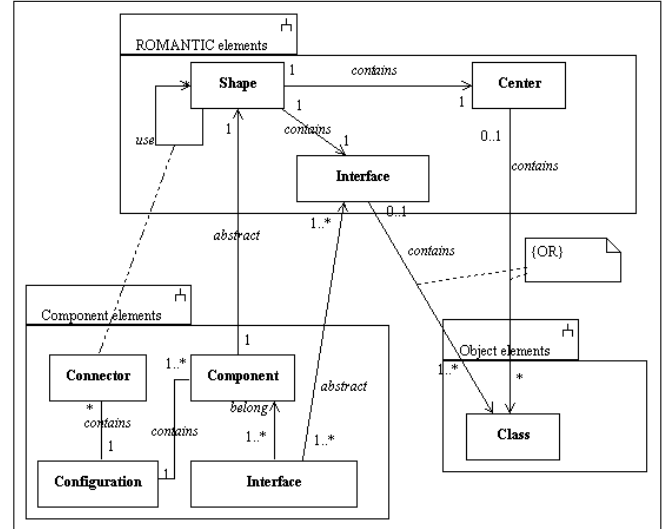 ROMANTIC elements
Shape
1
contains
1
Center
*
use
1
1
contains
1
Interface
0..1
contains
1..*
0..1
abstract
contains
{OR}
Component elements
Object elements
1
1..*
*
Connector
1..*
Component
abstract
*
contains
contains
belong
1..*
1..*
Class
1
1
Configuration
Interface